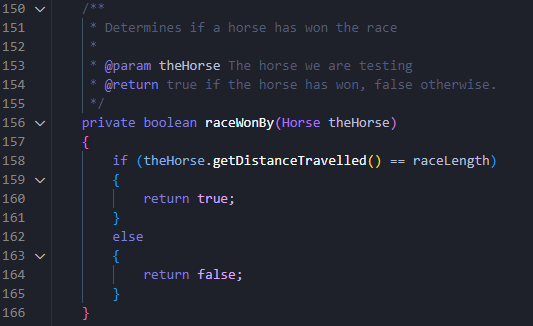 150 /**
151 * Determines if a horse has won the race
152 *
153 * @param theHorse The horse we are testing
154 * @return true if the horse has won, false otherwise.
155 */
156 private boolean raceWonBy(Horse theHorse)
157 {
158 if (theHorse.getDistanceTravelled() == raceLength)
159 {
160 return true;
161 }
162 else
163 {
164 return false;
165 }
166 }